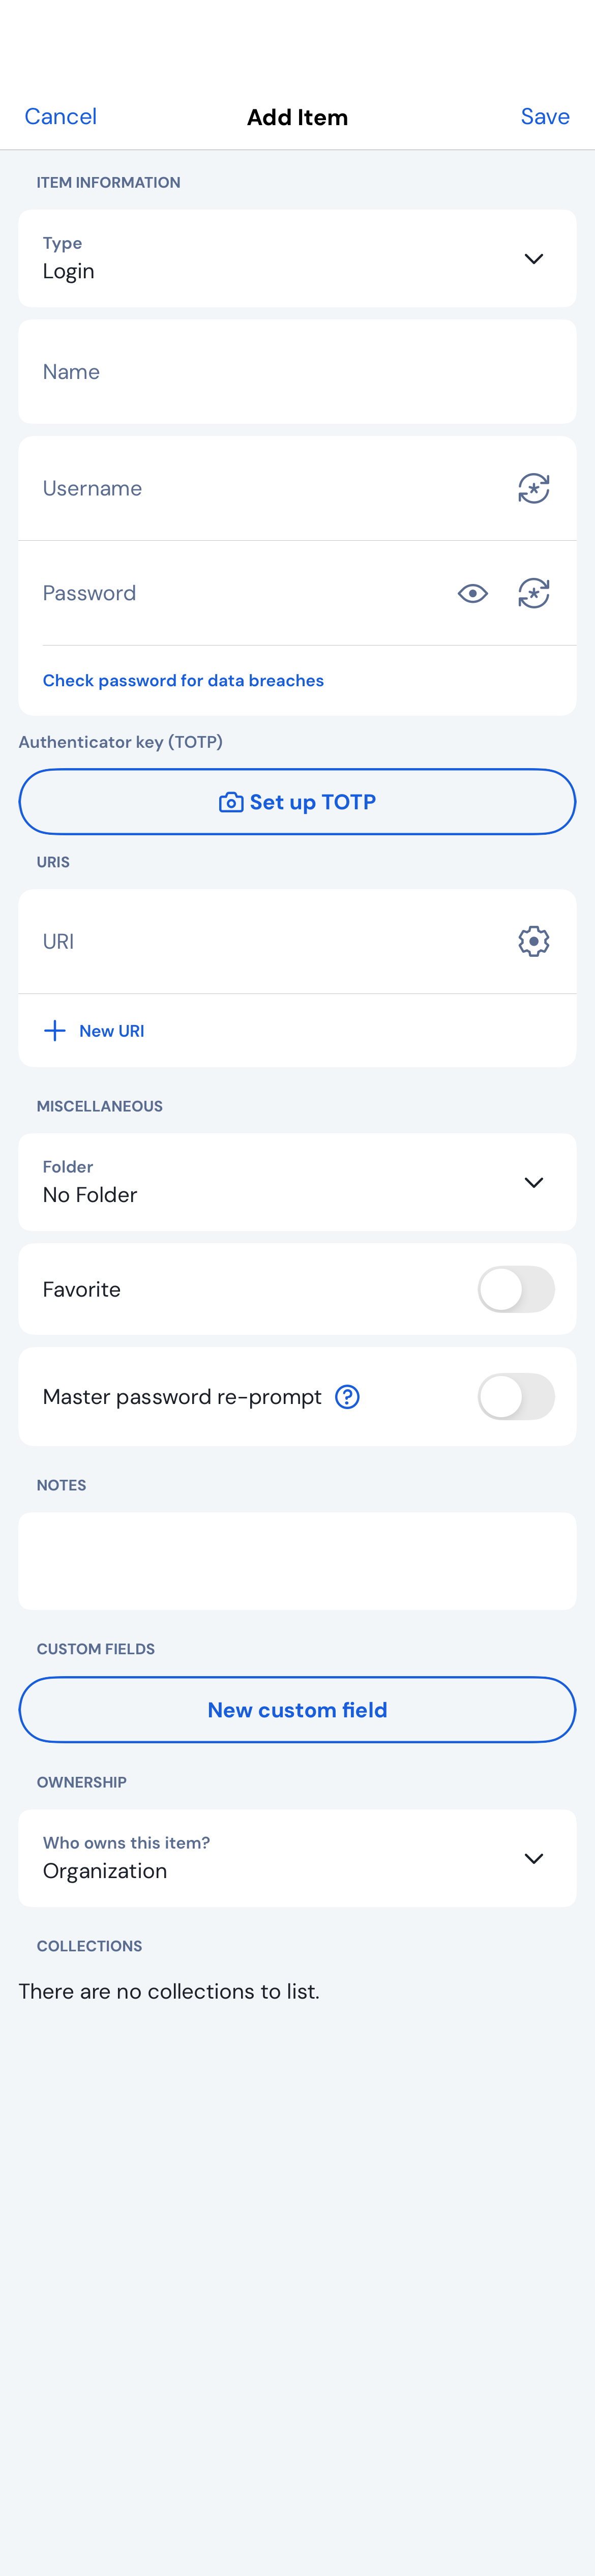 Cancel
Add Item
Save
ITEM INFORMATION
Type
Login
Name
Username
Password
Check password for data breaches
Authenticator key (TOTP)
Set up TOTP
URIS
URI
New URI
MISCELLANEOUS
Folder
No Folder
Favorite
Master password re-prompt
NOTES
CUSTOM FIELDS
New custom field
OWNERSHIP
Who owns this item?
Organization
COLLECTIONS
There are no collections to list.